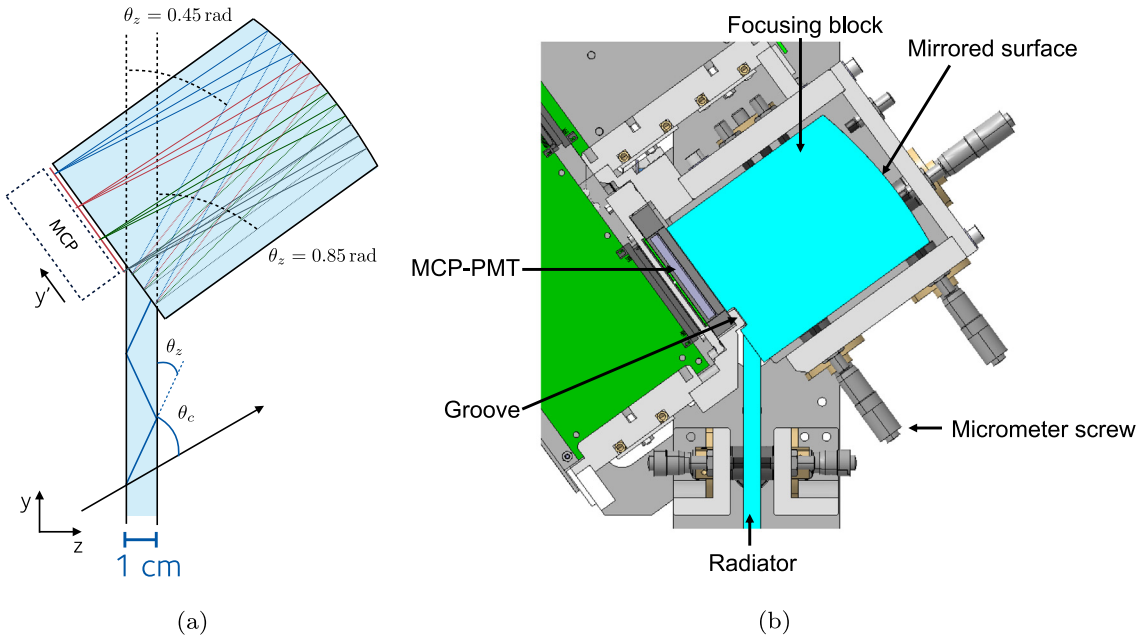 (a)
θz = 0.45 rad
MCP
y
θz = 0.85 rad
θz
θc
y
z
1 cm
Focusing block
Mirrored surface
MCP-PMT
Groove
Micrometer screw
Radiator
(a)
(b)